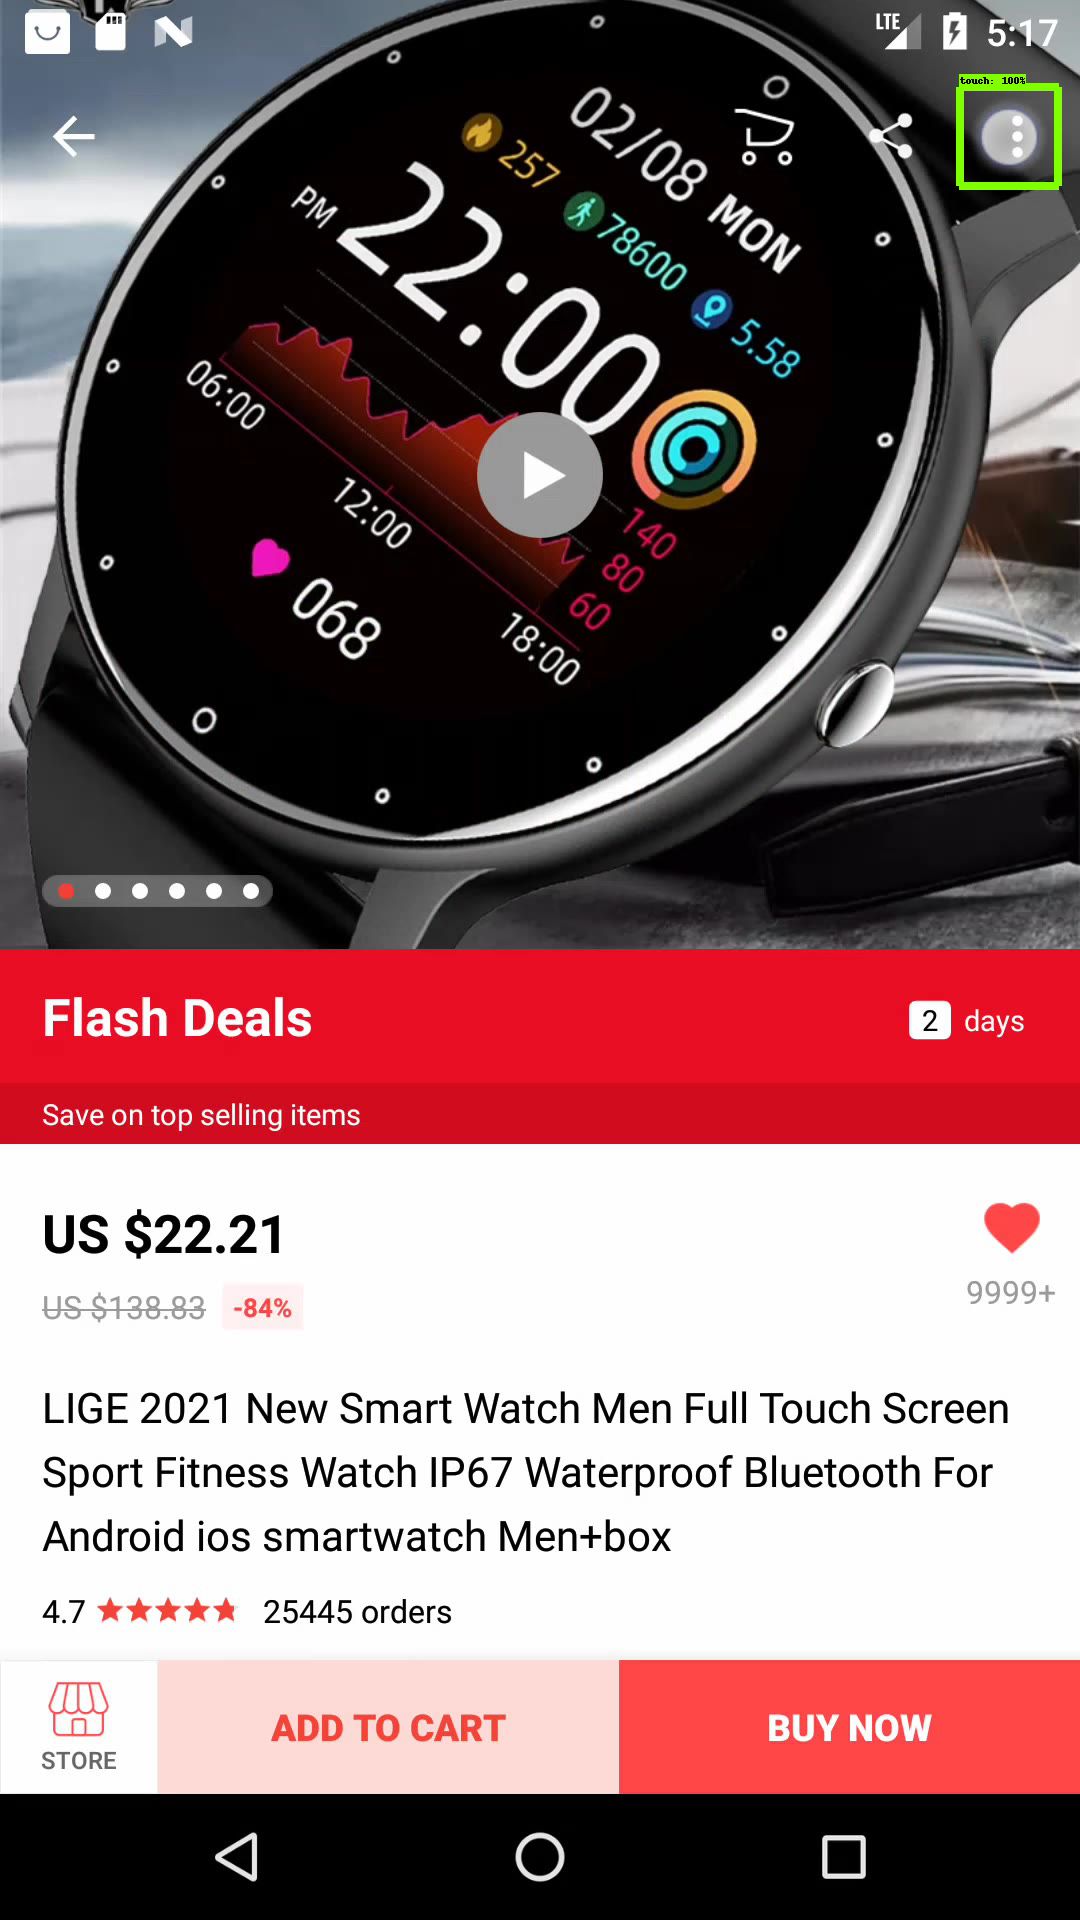 LTE 5:17
touch: 100%
02/08 MON
257
78600
5.58
PM 22:00
06:00
12:00
18:00
140
80
60
068
Flash Deals
2 days
Save on top selling items
US $22.21
US $138.83 -84%
9999+
LIGE 2021 New Smart Watch Men Full Touch Screen
Sport Fitness Watch IP67 Waterproof Bluetooth For
Android ios smartwatch Men+box
4.7 25445 orders
STORE
ADD TO CART
BUY NOW